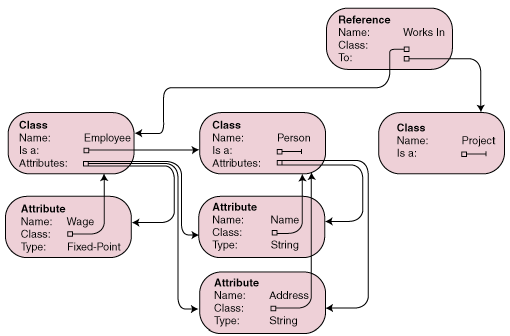 Reference
Name: Works In
Class:
To:
Class
Name: Employee
Is a:
Attributes:
Class
Name: Person
Is a:
Attributes:
Class
Name: Project
Is a:
Attribute
Name: Wage
Class:
Type: Fixed-Point
Attribute
Name: Name
Class:
Type: String
Attribute
Name: Address
Class:
Type: String